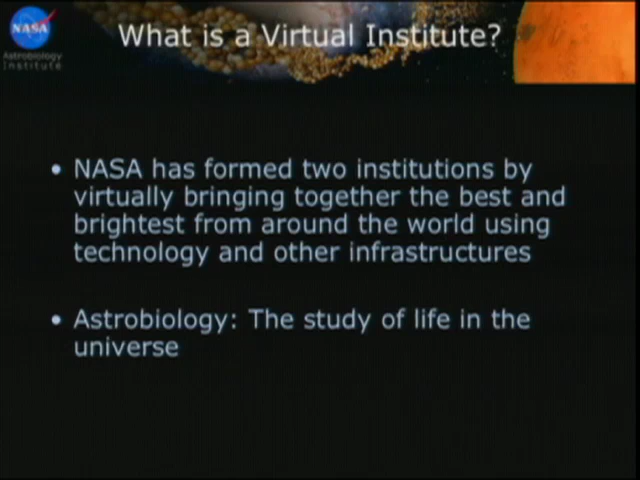 NASA
Astrobiology
Institute
What is a Virtual Institute?
• NASA has formed two institutions by
virtually bringing together the best and
brightest from around the world using
technology and other infrastructures
• Astrobiology: The study of life in the
universe